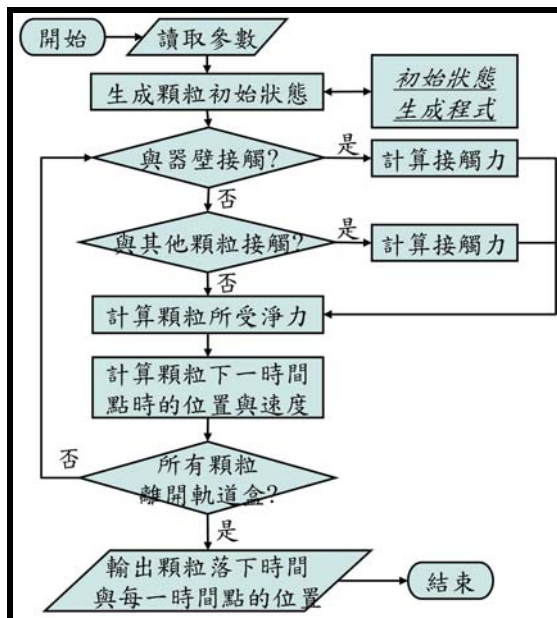 開始
讀取參數
生成顆粒初始狀態
初始狀態
生成程式
與器壁接觸?
是
計算接觸力
否
與其他顆粒接觸?
是
計算接觸力
否
計算顆粒所受淨力
計算顆粒下一時間
點時的位置與速度
否
所有顆粒
離開軌道盒?
是
輸出顆粒落下時間
與每一時間點的位置
結束